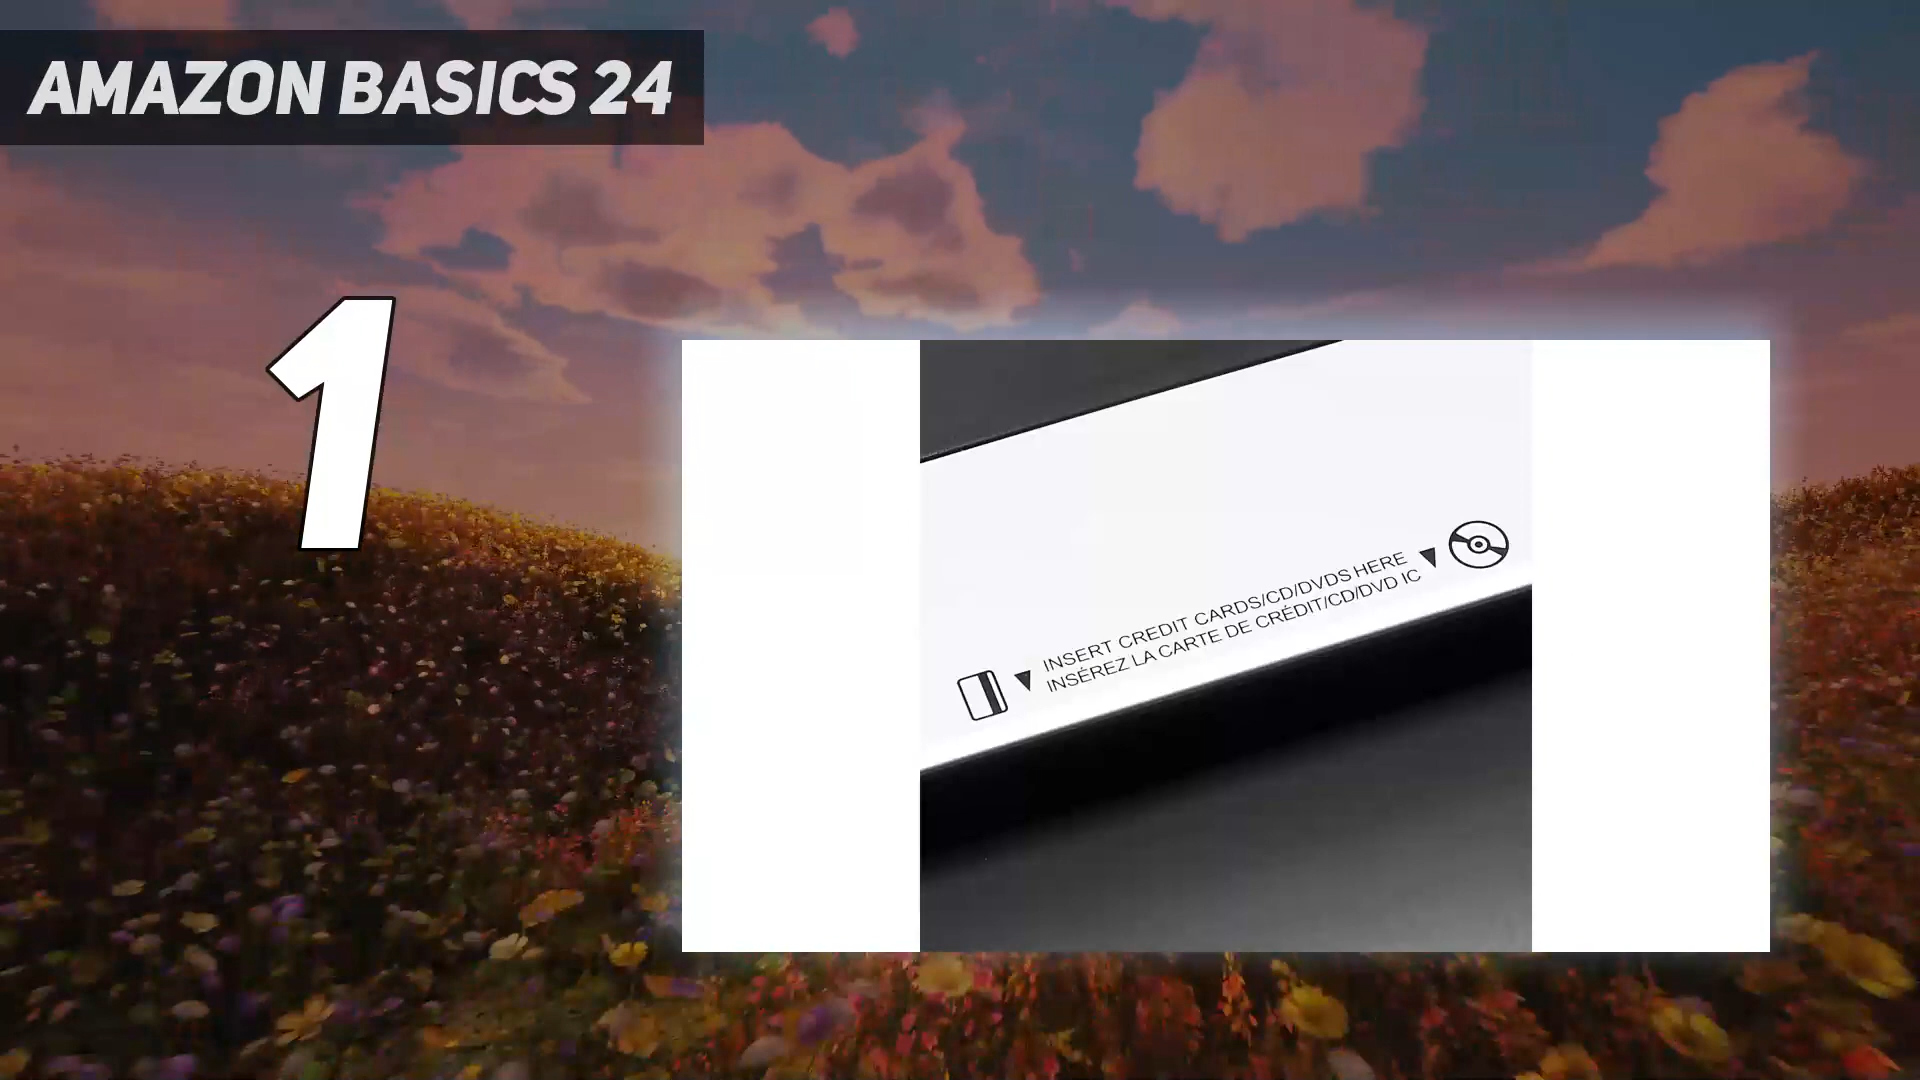 AMAZON BASICS 24
1
INSERT CREDIT CARDS/CD/DVDS HERE
INSÉREZ LA CARTE DE CRÉDIT/CD/DVD IC